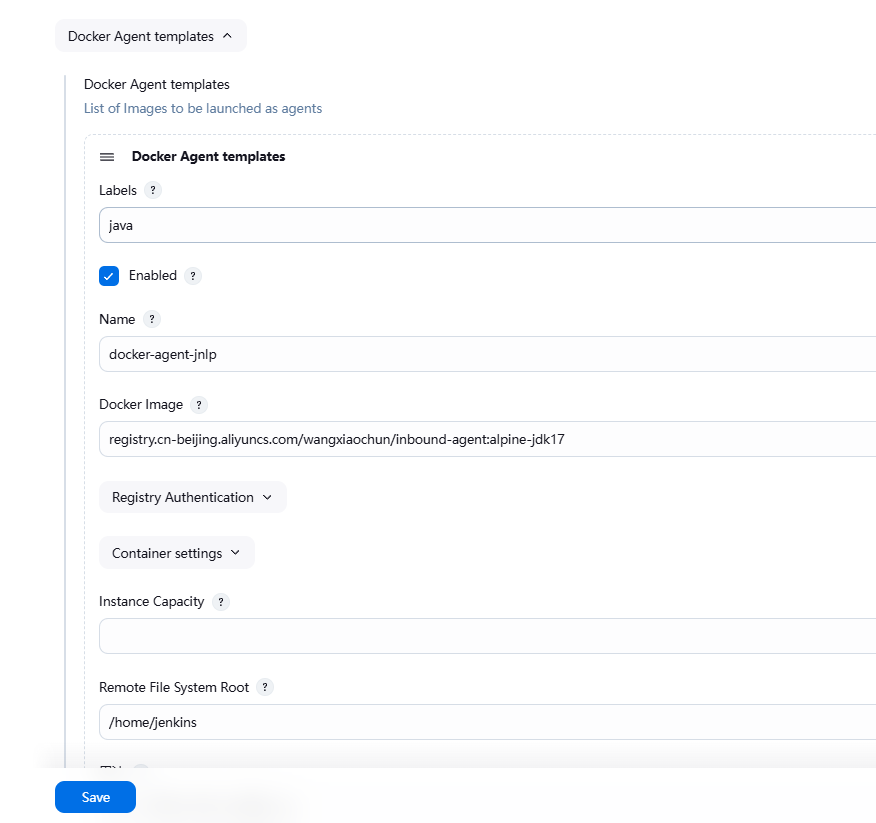 Docker Agent templates
Docker Agent templates
List of Images to be launched as agents
Docker Agent templates
Labels ?
java
Enabled ?
Name ?
docker-agent-jnlp
Docker Image ?
registry.cn-beijing.aliyuncs.com/wangxiaochun/inbound-agent:alpine-jdk17
Registry Authentication
Container settings
Instance Capacity ?
Remote File System Root ?
/home/jenkins
Save